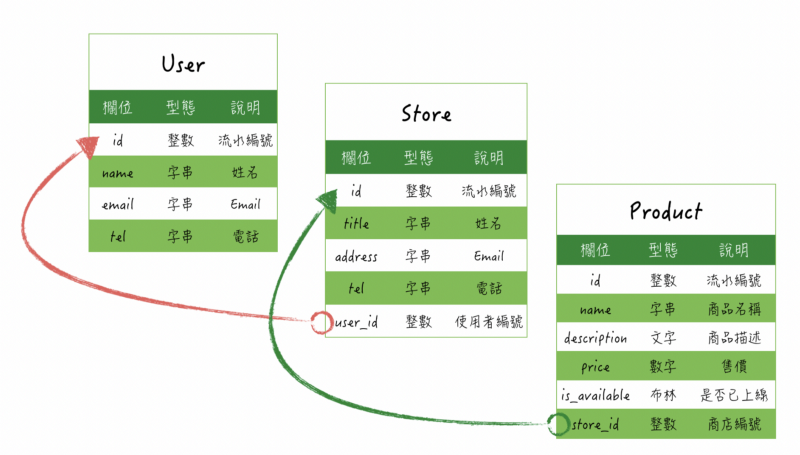 User
欄位 型態 說明
id 整數 流水編號
name 字串 姓名
email 字串 Email
tel 字串 電話
Store
欄位 型態 說明
id 整數 流水編號
title 字串 姓名
address 字串 Email
tel 字串 電話
user_id 整數 使用者編號
Product
欄位 型態 說明
id 整數 流水編號
name 字串 商品名稱
description 文字 商品描述
price 數字 售價
is_available 布林 是否已上線
store_id 整數 商店編號